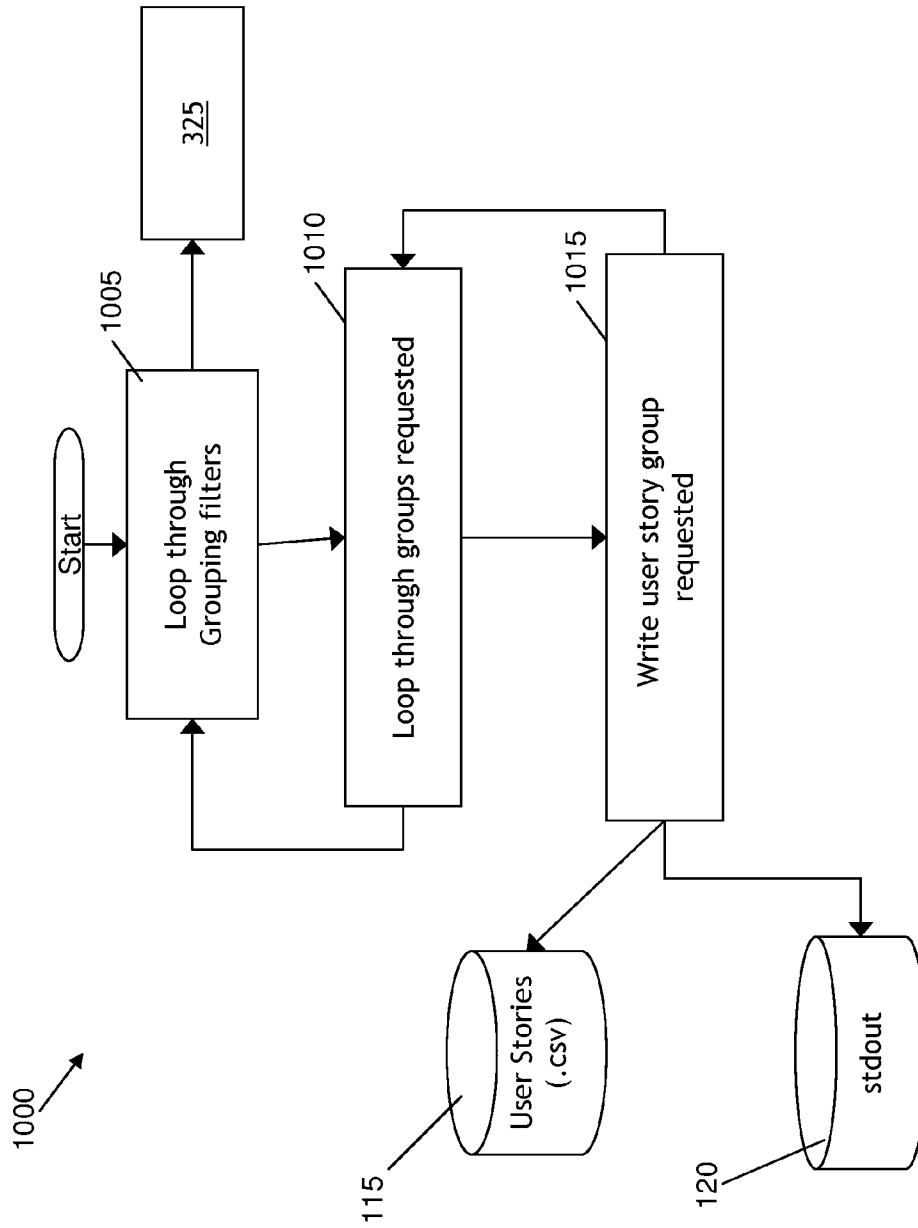 1000
Start
1005
Loop through
Grouping filters
325
1010
Loop through groups requested
1015
Write user story group
requested
115
User Stories
(.csv)
120
stdout